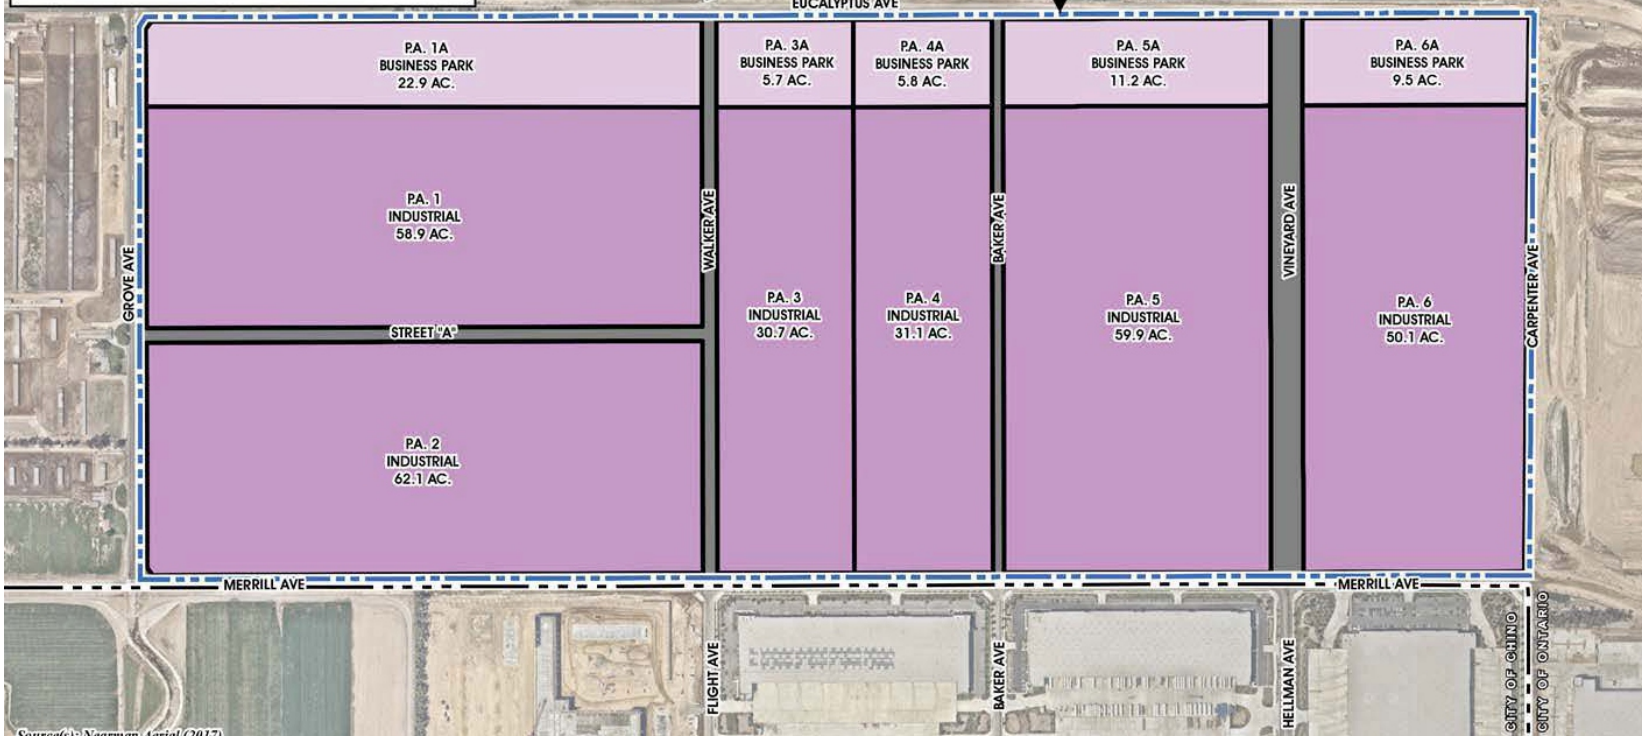 EUCALYPTUS AVE
P.A. 1A
BUSINESS PARK
22.9 AC.
P.A. 3A
BUSINESS PARK
5.7 AC.
P.A. 4A
BUSINESS PARK
5.8 AC.
P.A. 5A
BUSINESS PARK
11.2 AC.
P.A. 6A
BUSINESS PARK
9.5 AC.
P.A. 1
INDUSTRIAL
58.9 AC.
GROVE AVE
WALKER AVE
BAKER AVE
VINEYARD AVE
CARPENTER AVE
P.A. 3
INDUSTRIAL
30.7 AC.
P.A. 4
INDUSTRIAL
31.1 AC.
P.A. 5
INDUSTRIAL
59.9 AC.
P.A. 6
INDUSTRIAL
50.1 AC.
STREET "A"
P.A. 2
INDUSTRIAL
62.1 AC.
MERRILL AVE
MERRILL AVE
FLIGHT AVE
BAKER AVE
HELLMAN AVE
CITY OF CHINO
CITY OF ONTARIO
Source(s): Nearmap Aerial (2017)